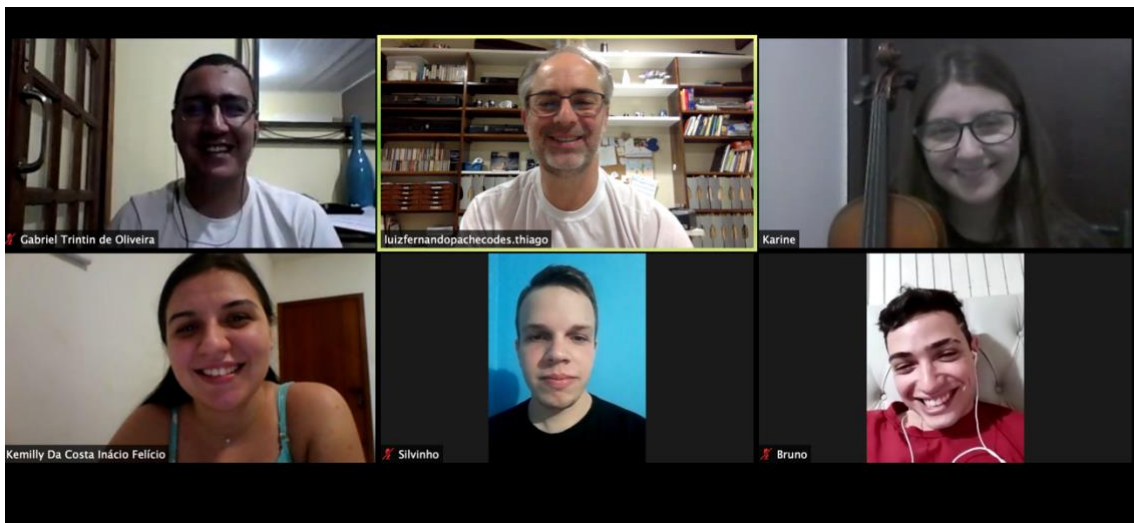 Gabriel Trintin de Oliveira
luizfernandopachecodes.thiago
Karine
Kemilly Da Costa Inácio Felício
Silvinho
Bruno